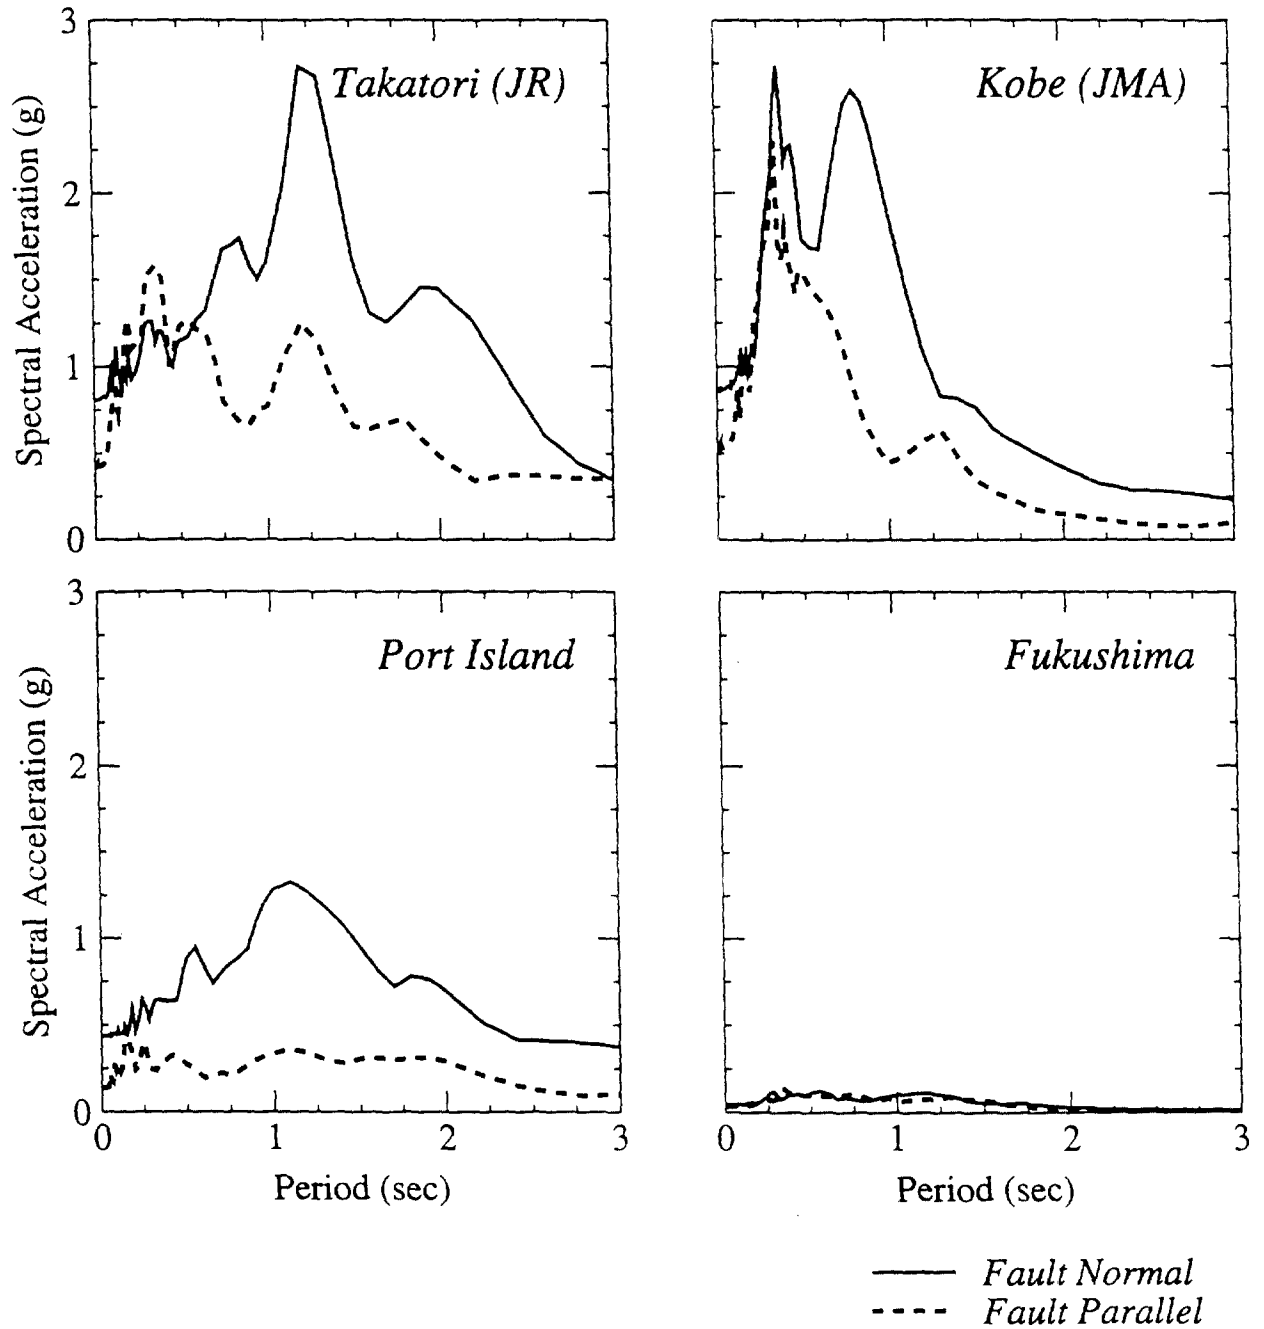 3
2
1
0
Spectral Acceleration (g)
Takatori (JR)
Kobe (JMA)
3
2
1
0
Spectral Acceleration (g)
Port Island
Fukushima
0 1 2 3
Period (sec)
0 1 2 3
Period (sec)
Fault Normal
Fault Parallel